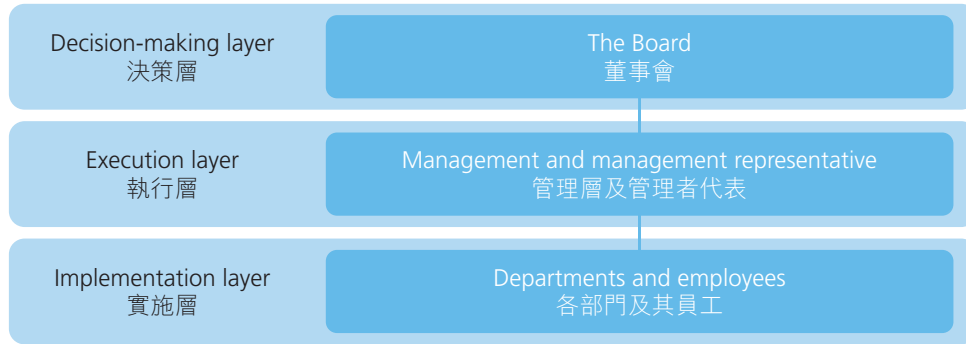 Decision-making layer
決策層
The Board
董事會
Execution layer
執行層
Management and management representative
管理層及管理者代表
Implementation layer
實施層
Departments and employees
各部門及其員工